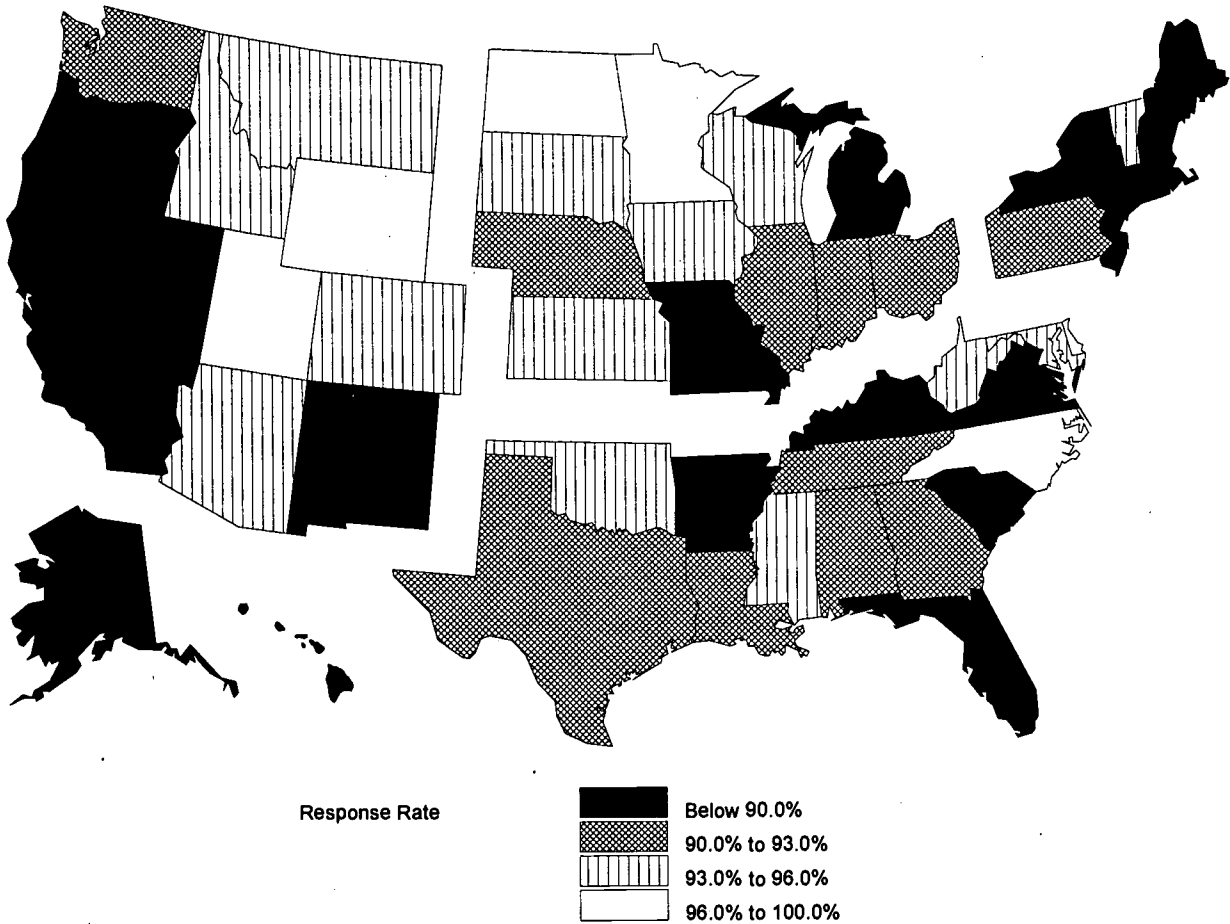 Response Rate
Below 90.0%
90.0% to 93.0%
93.0% to 96.0%
96.0% to 100.0%